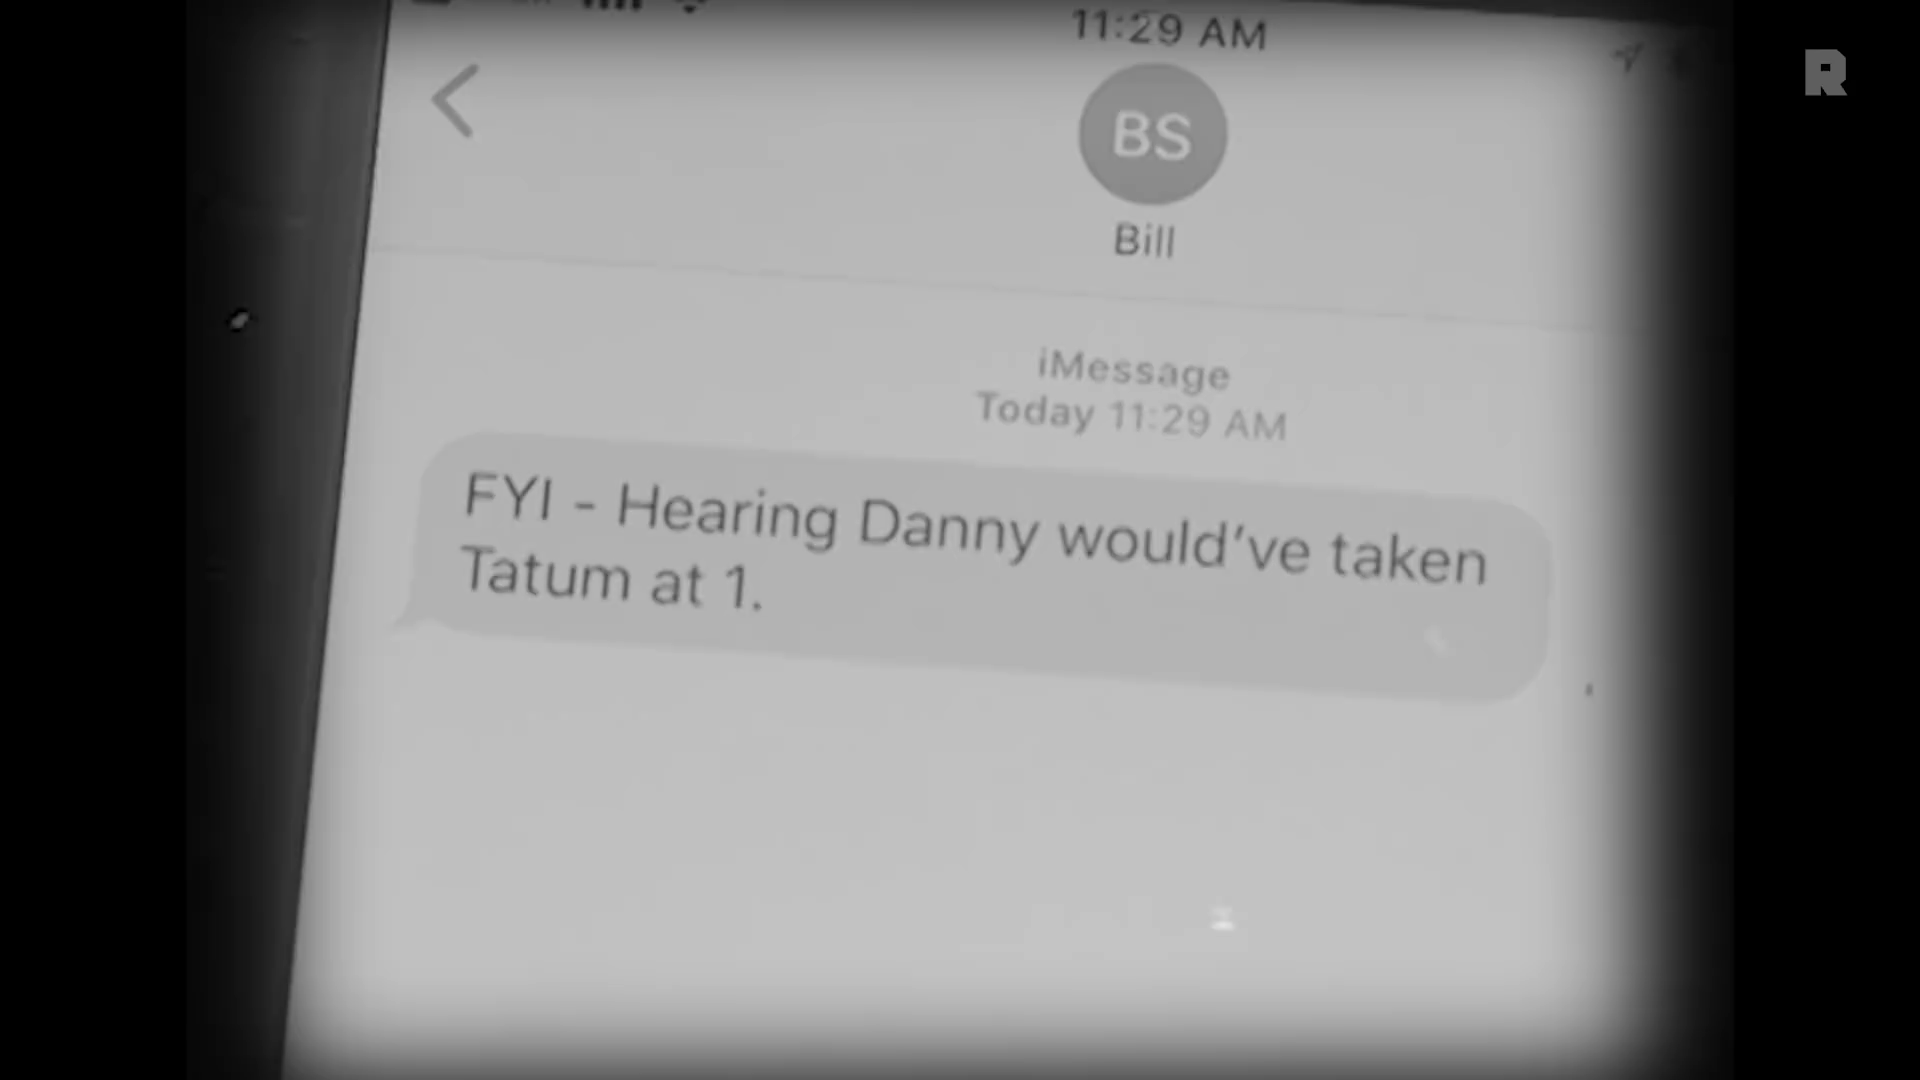 11:29 AM
R
BS
Bill
iMessage
Today 11:29 AM
FYI - Hearing Danny would've taken
Tatum at 1.